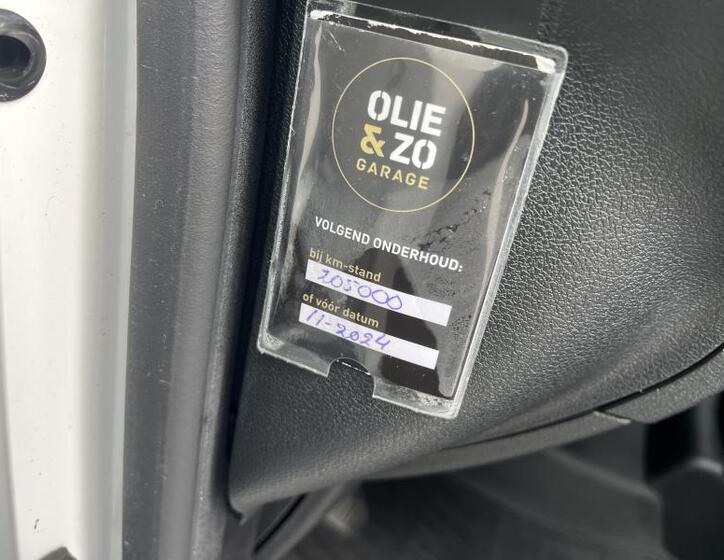 OLIE
& ZO
GARAGE
VOLGEND ONDERHOUD:
bij km-stand
205000
of vóór datum
11-2024